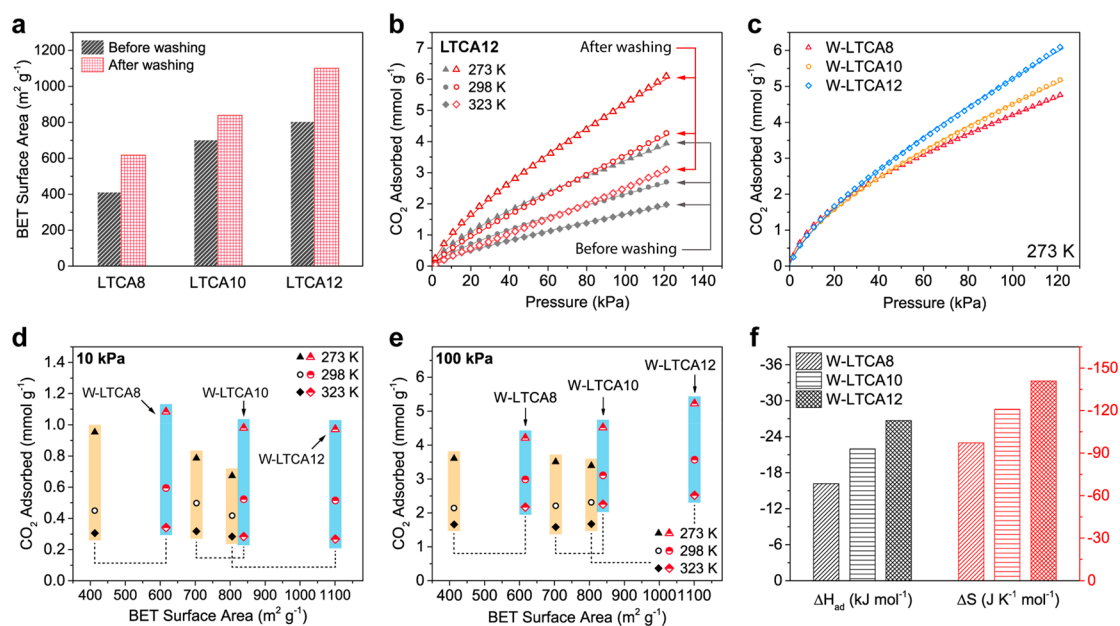 a
BET Surface Area (m² g⁻¹)
1200
1000
800
600
400
200
0
Before washing
After washing
LTCA8
LTCA10
LTCA12
b
CO₂ Adsorbed (mmol g⁻¹)
8
7
6
5
4
3
2
1
0
LTCA12
273 K
298 K
323 K
After washing
Before washing
0 20 40 60 80 100 120 140
Pressure (kPa)
c
CO₂ Adsorbed (mmol g⁻¹)
6
5
4
3
2
1
0
W-LTCA8
W-LTCA10
W-LTCA12
273 K
0 20 40 60 80 100 120
Pressure (kPa)
d
CO₂ Adsorbed (mmol g⁻¹)
1.4
1.2
1.0
0.8
0.6
0.4
0.2
0.0
10 kPa
273 K
298 K
323 K
W-LTCA8
W-LTCA10
W-LTCA12
400 500 600 700 800 900 1000 1100
BET Surface Area (m² g⁻¹)
e
CO₂ Adsorbed (mmol g⁻¹)
6
5
4
3
2
1
0
100 kPa
W-LTCA12
W-LTCA10
W-LTCA8
273 K
298 K
323 K
400 500 600 700 800 900 1000 1100
BET Surface Area (m² g⁻¹)
f
-36
-30
-24
-18
-12
-6
0
W-LTCA8
W-LTCA10
W-LTCA12
-150
-120
-90
-60
-30
0
ΔHad (kJ mol⁻¹)
ΔS (J K⁻¹ mol⁻¹)